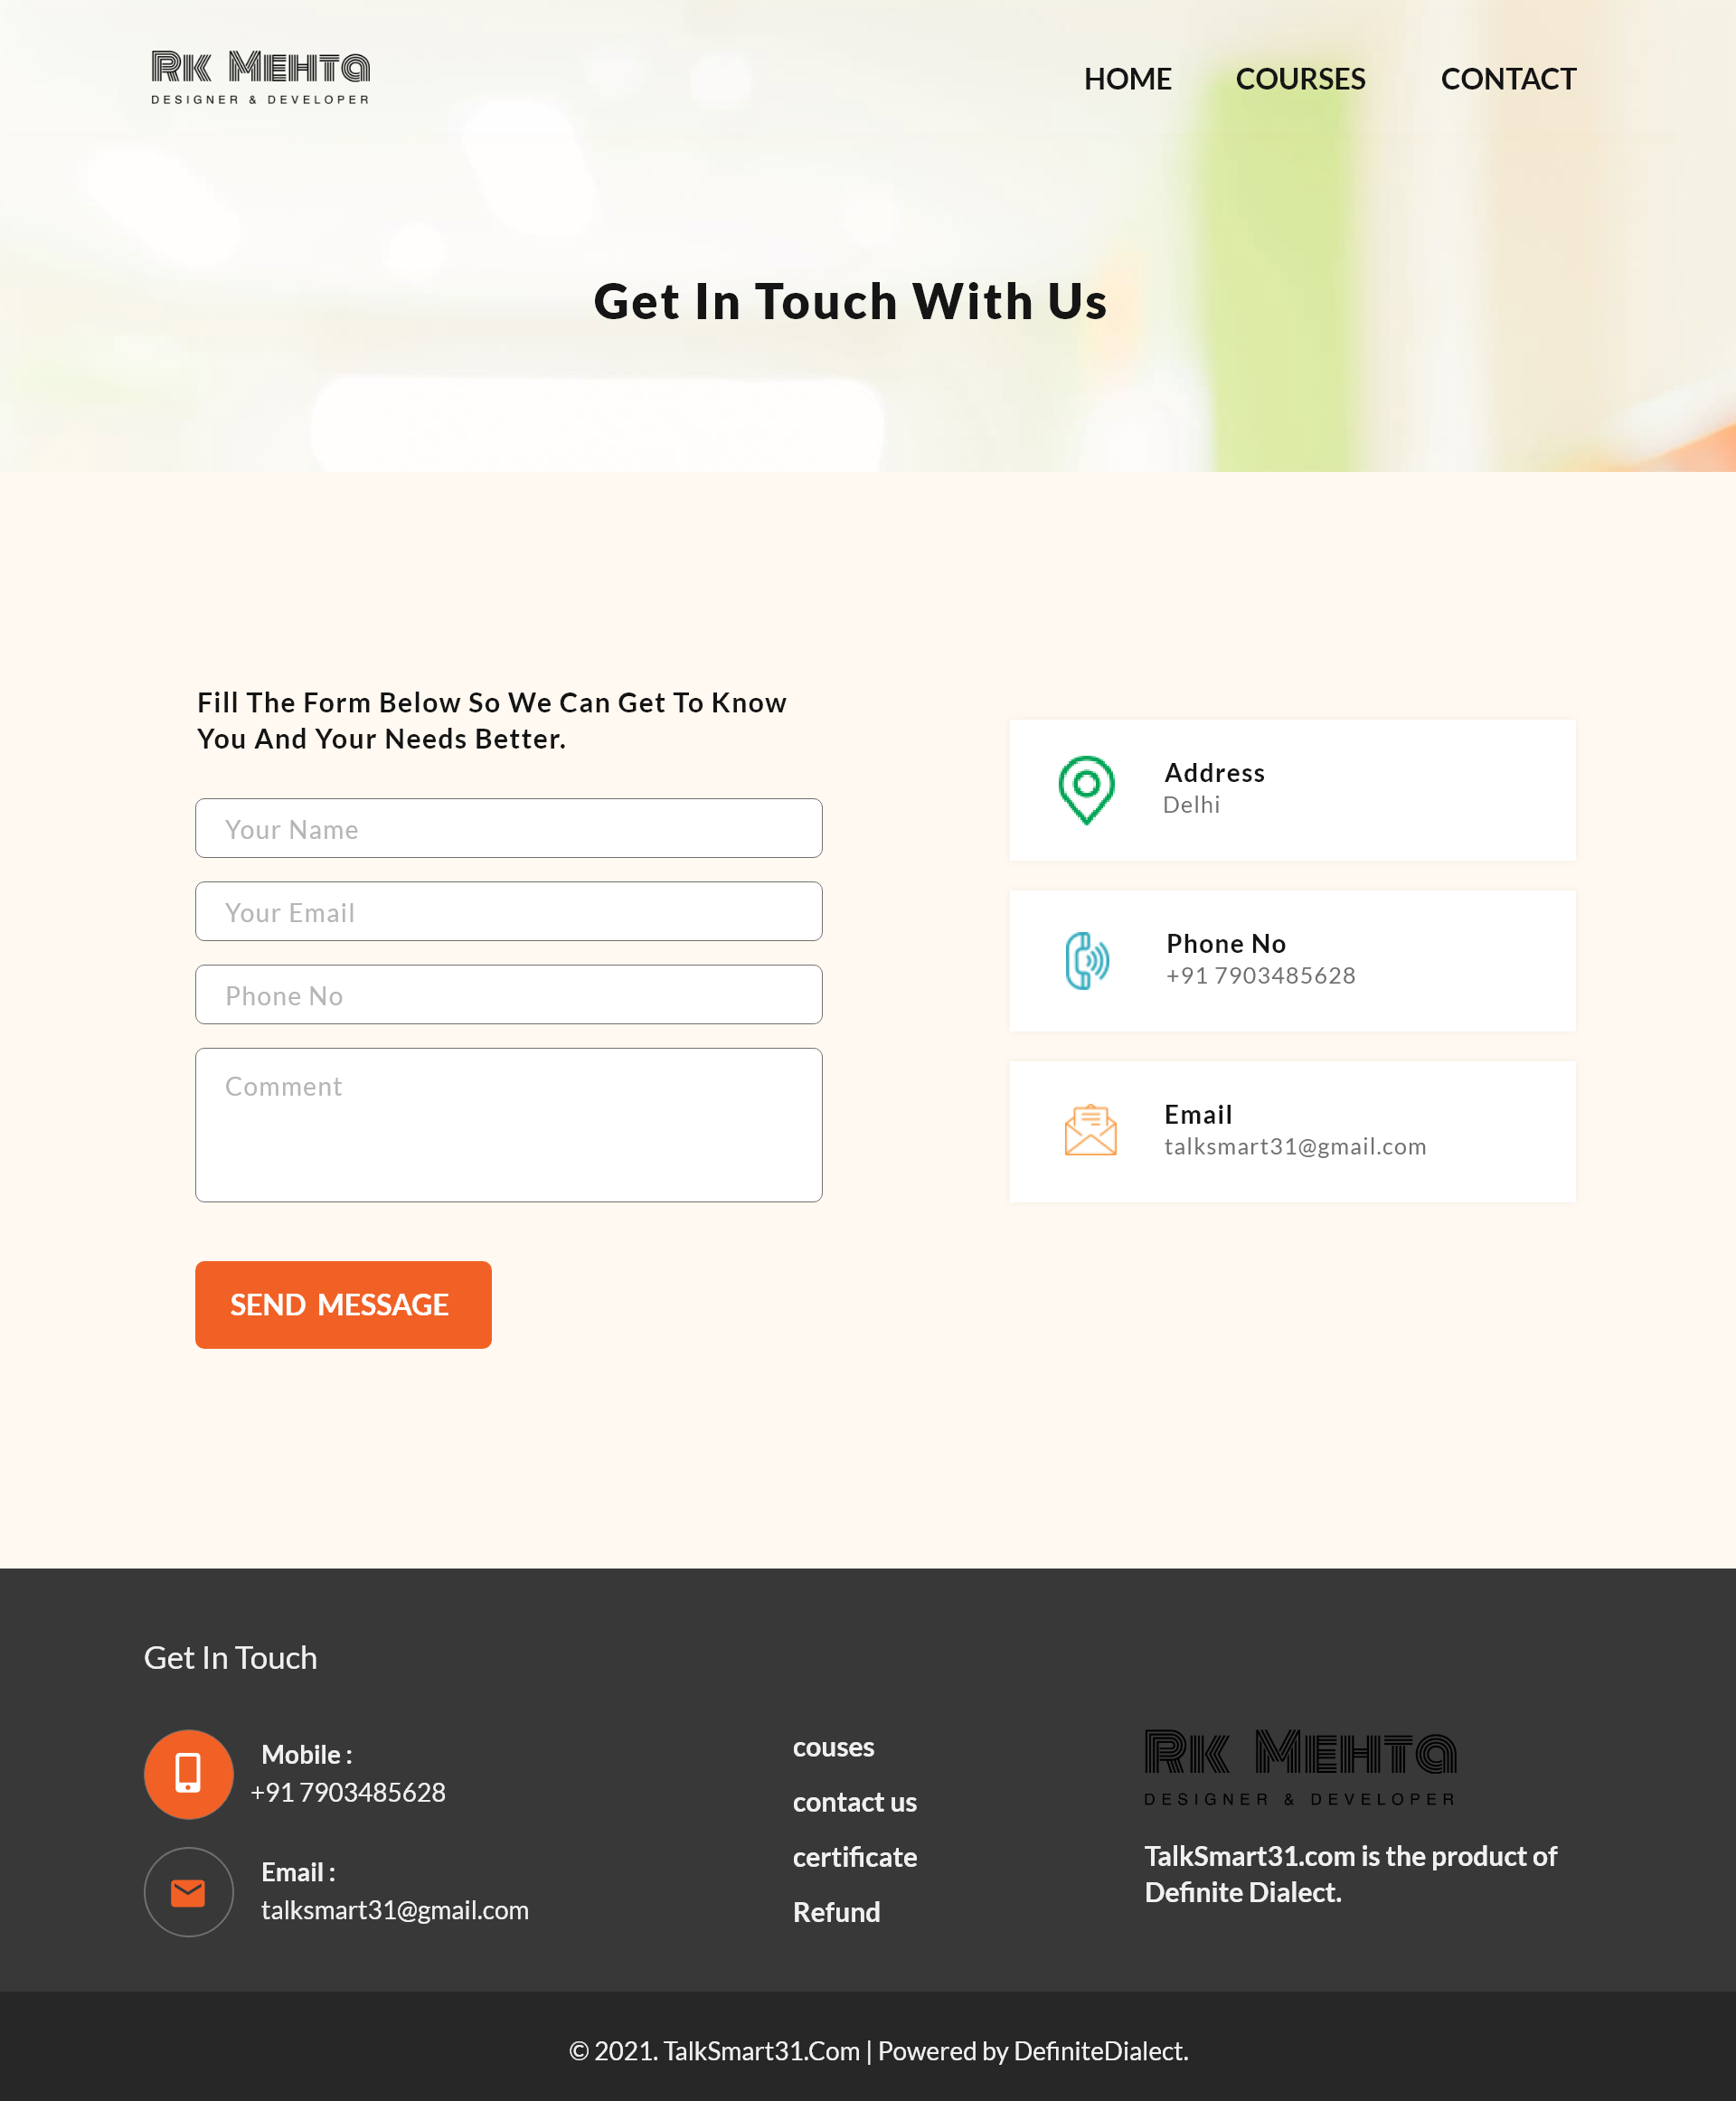 RK MEHTA
DESIGNER & DEVELOPER
HOME COURSES CONTACT
Get In Touch With Us
Fill The Form Below So We Can Get To Know
You And Your Needs Better.
Your Name
Your Email
Phone No
Comment
SEND MESSAGE
Address
Delhi
Phone No
+91 7903485628
Email
talksmart31@gmail.com
Get In Touch
Mobile :
+91 7903485628
Email :
talksmart31@gmail.com
couses
contact us
certificate
Refund
RK MEHTA
DESIGNER & DEVELOPER
TalkSmart31.com is the product of
Definite Dialect.
© 2021. TalkSmart31.Com | Powered by DefiniteDialect.